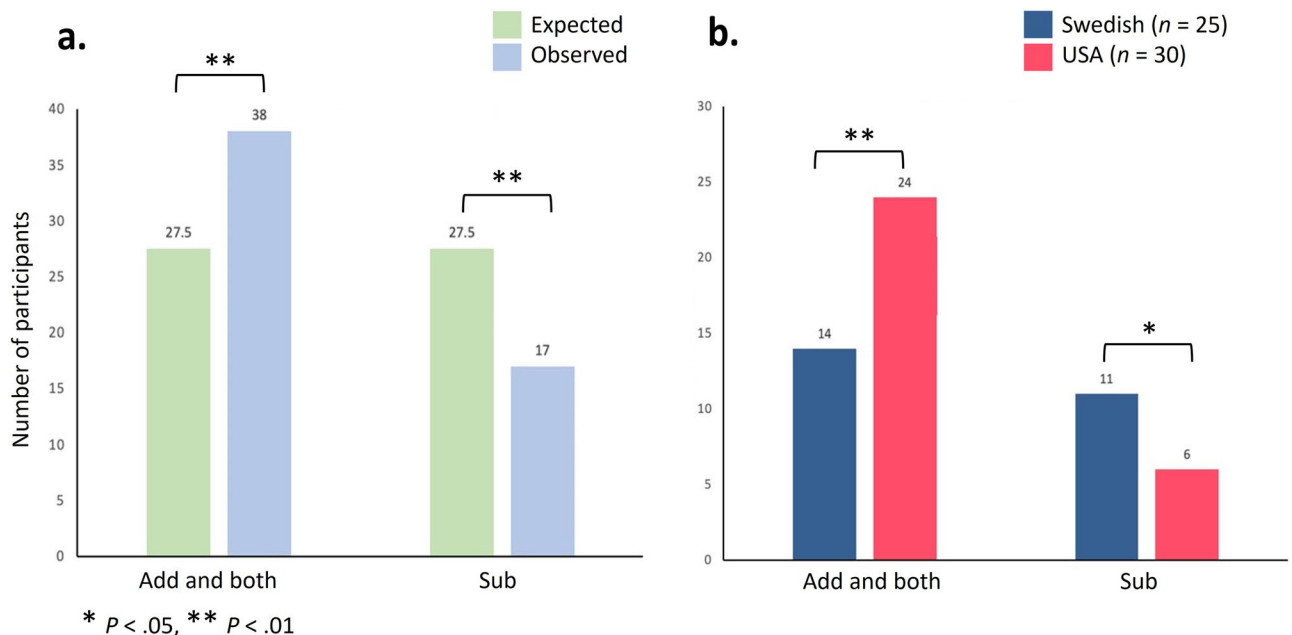 a.
Expected
Observed
**
**
Number of participants
40
35
30
25
20
15
10
5
0
27.5
38
27.5
17
Add and both
Sub
* P < .05, ** P < .01
b.
Swedish (n = 25)
USA (n = 30)
**
*
30
25
20
15
10
5
0
14
24
11
6
Add and both
Sub